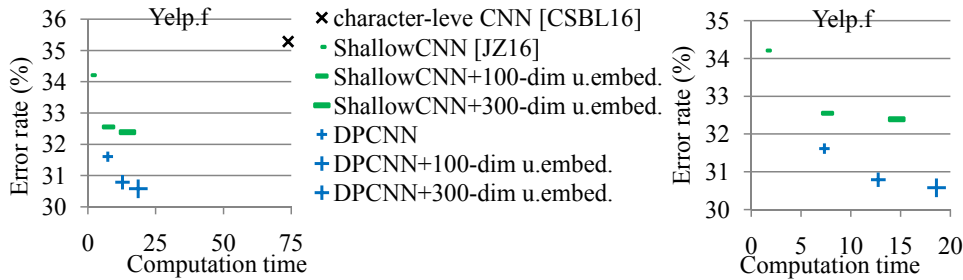 Yelp.f
Error rate (%)
36
35
34
33
32
31
30
0
25
50
75
Computation time
character-leve CNN [CSBL16]
ShallowCNN [JZ16]
ShallowCNN+100-dim u.embed.
ShallowCNN+300-dim u.embed.
DPCNN
DPCNN+100-dim u.embed.
DPCNN+300-dim u.embed.
Yelp.f
Error rate (%)
35
34
33
32
31
30
0
5
10
15
20
Computation time